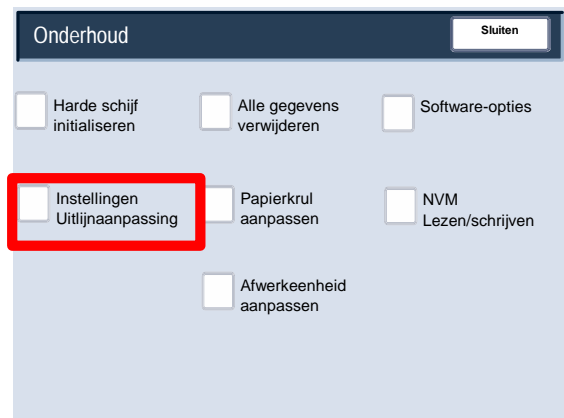 Onderhoud
Sluiten
Harde schijf
initialiseren
Alle gegevens
verwijderen
Software-opties
Instellingen
Uitlijnaanpassing
Papierkrul
aanpassen
NVM
Lezen/schrijven
Afwerkeenheid
aanpassen